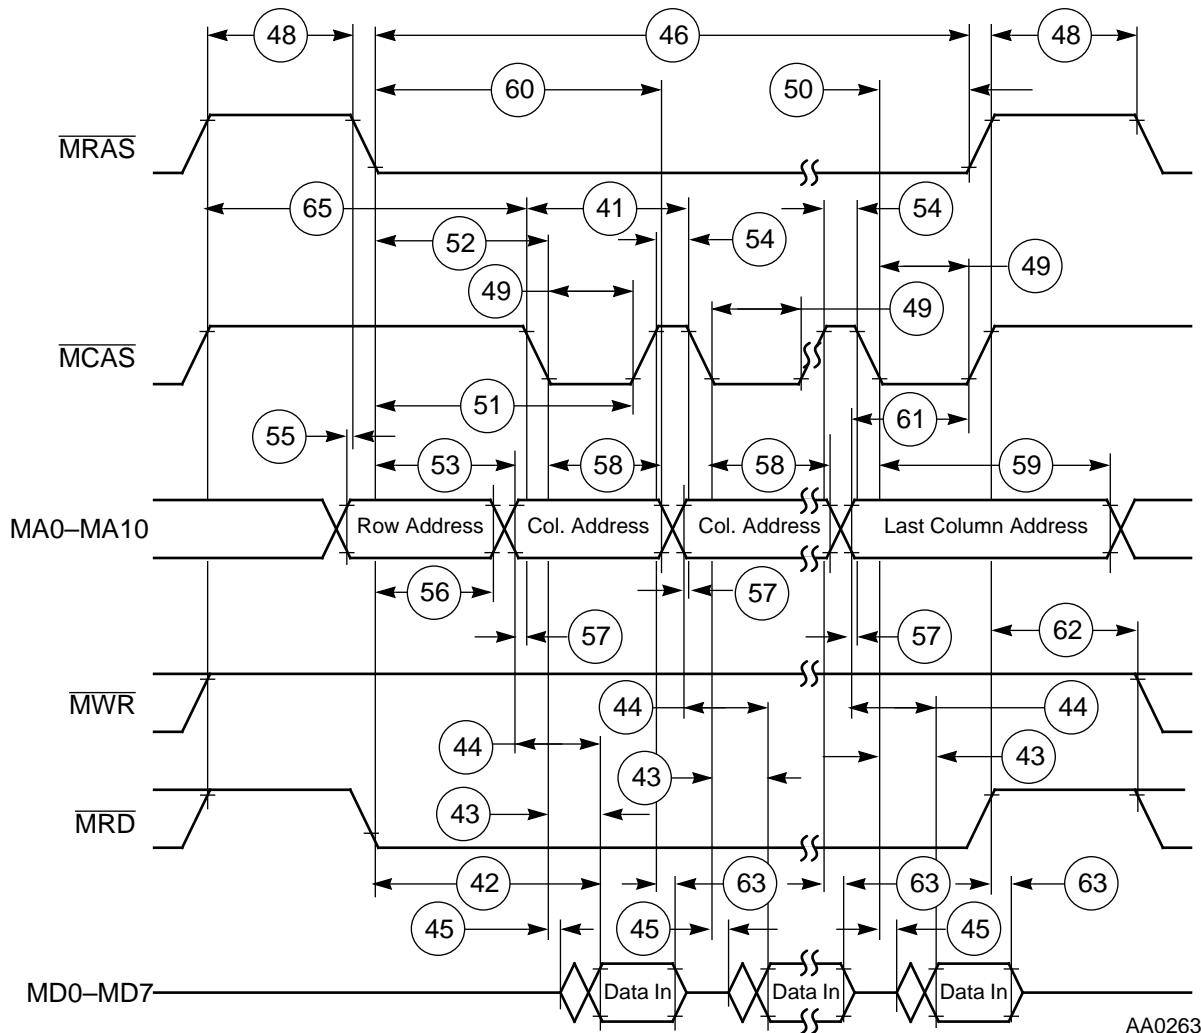 48 46 48
60 50
MRAS
65 41 54
52 54
49 49
49
MCAS
51
61
55 53 58 58 59
MA0–MA10 Row Address Col. Address Col. Address Last Column Address
56 57
57 57 62
MWR
44 44
44 43
43
43
MRD
42 63 63 63
45 45 45
MD0–MD7 Data In Data In Data In
AA0263